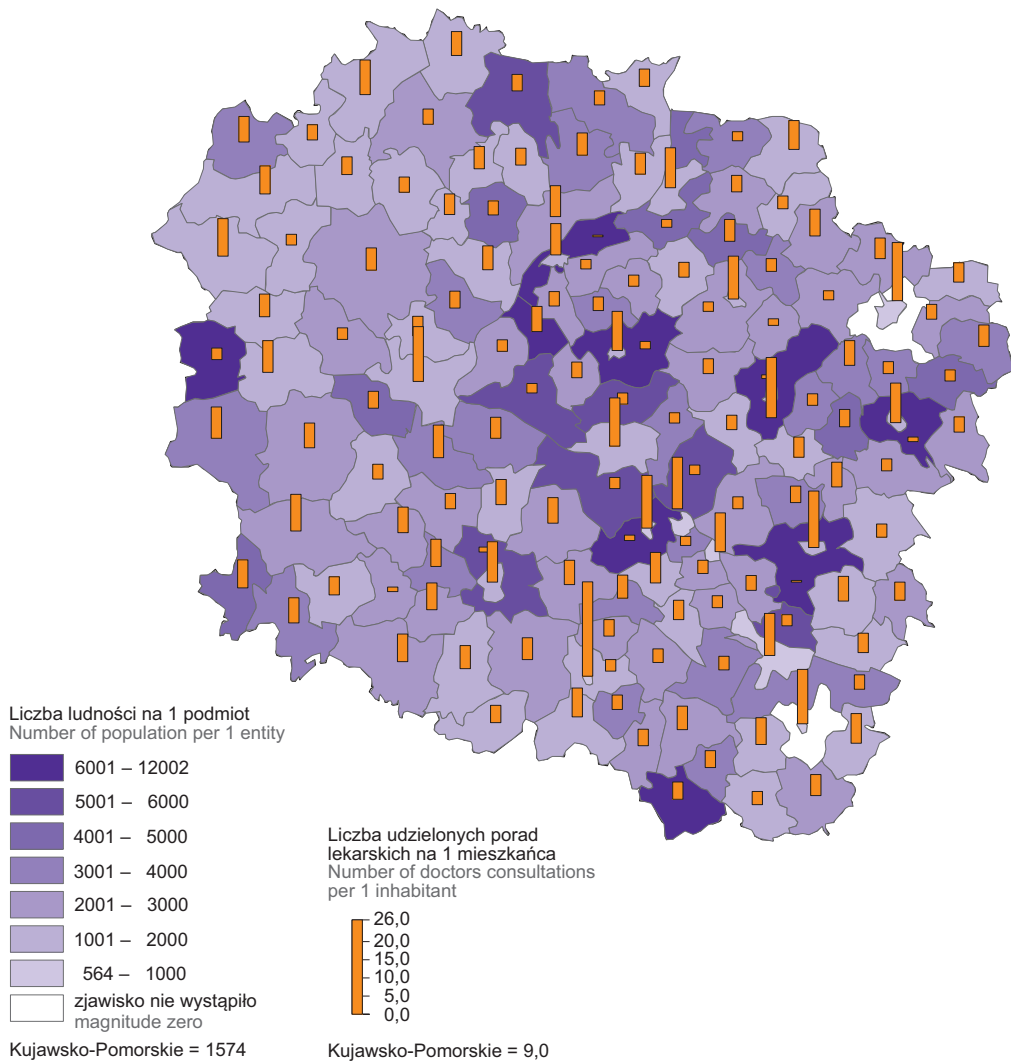 Liczba ludności na 1 podmiot
Number of population per 1 entity
6001 – 12002
5001 – 6000
4001 – 5000
3001 – 4000
2001 – 3000
1001 – 2000
564 – 1000
zjawisko nie wystąpiło
magnitude zero
Kujawsko-Pomorskie = 1574
Liczba udzielonych porad
lekarskich na 1 mieszkańca
Number of doctors consultations
per 1 inhabitant
26,0
20,0
15,0
10,0
5,0
0,0
Kujawsko-Pomorskie = 9,0